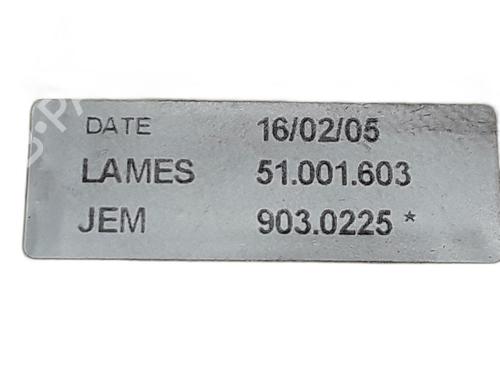 DATE 16/02/05
LAMES 51.001.603
JEM 903.0225 *